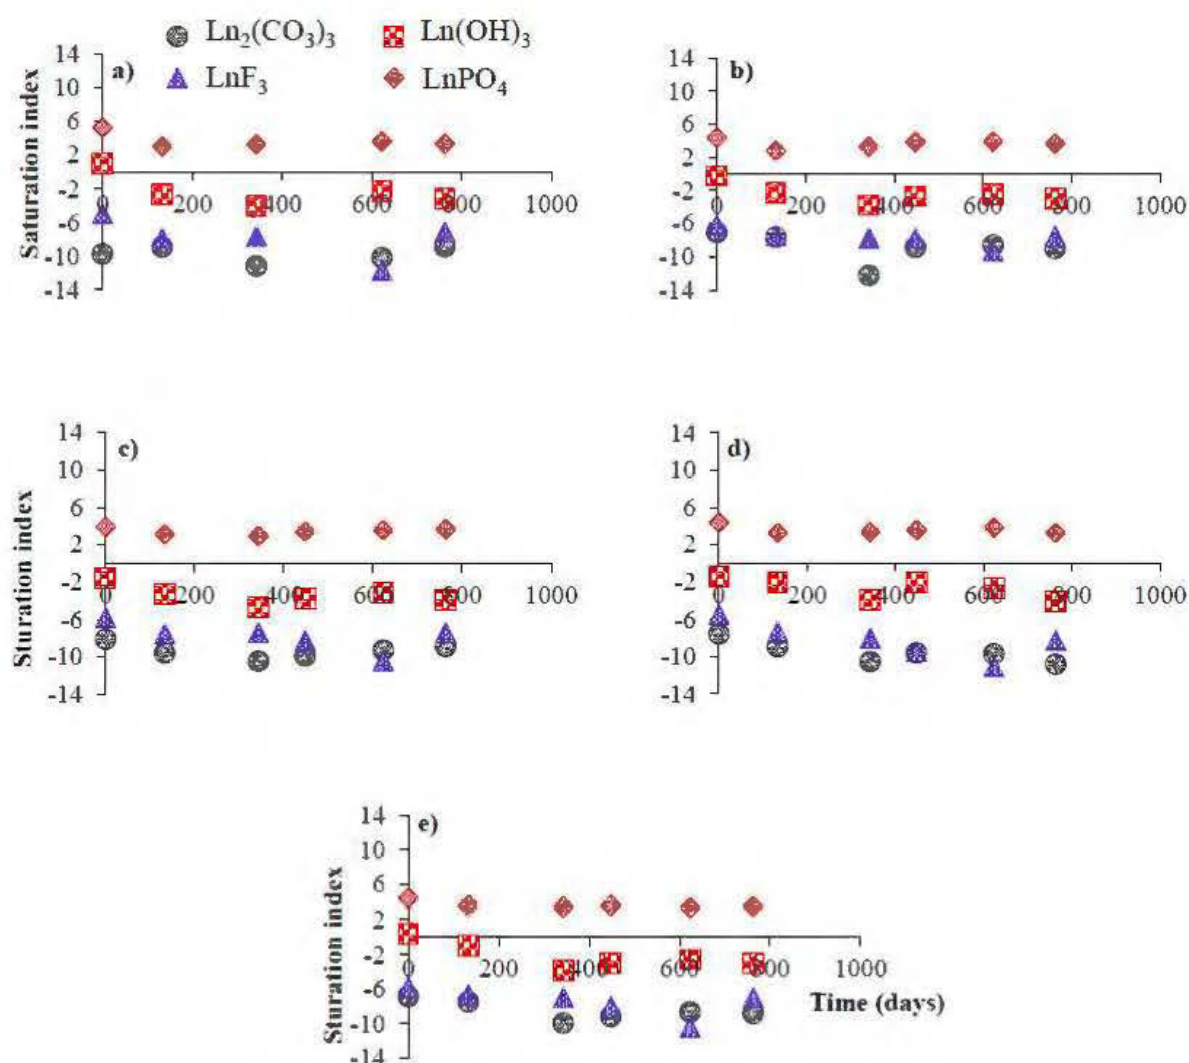 Ln₂(CO₃)₃ Ln(OH)₃
LnF₃ LnPO₄
a)
Saturation index
14
10
6
2
-2
-6
-10
-14
0 200 400 600 800 1000
b)
14
10
6
2
-2
-6
-10
-14
0 200 400 600 800 1000
c)
Sturation index
14
10
6
2
-2
-6
-10
-14
0 200 400 600 800 1000
d)
14
10
6
2
-2
-6
-10
-14
0 200 400 600 800 1000
e)
Sturation index
14
10
6
2
-2
-6
-10
-14
0 200 400 600 800 1000
Time (days)